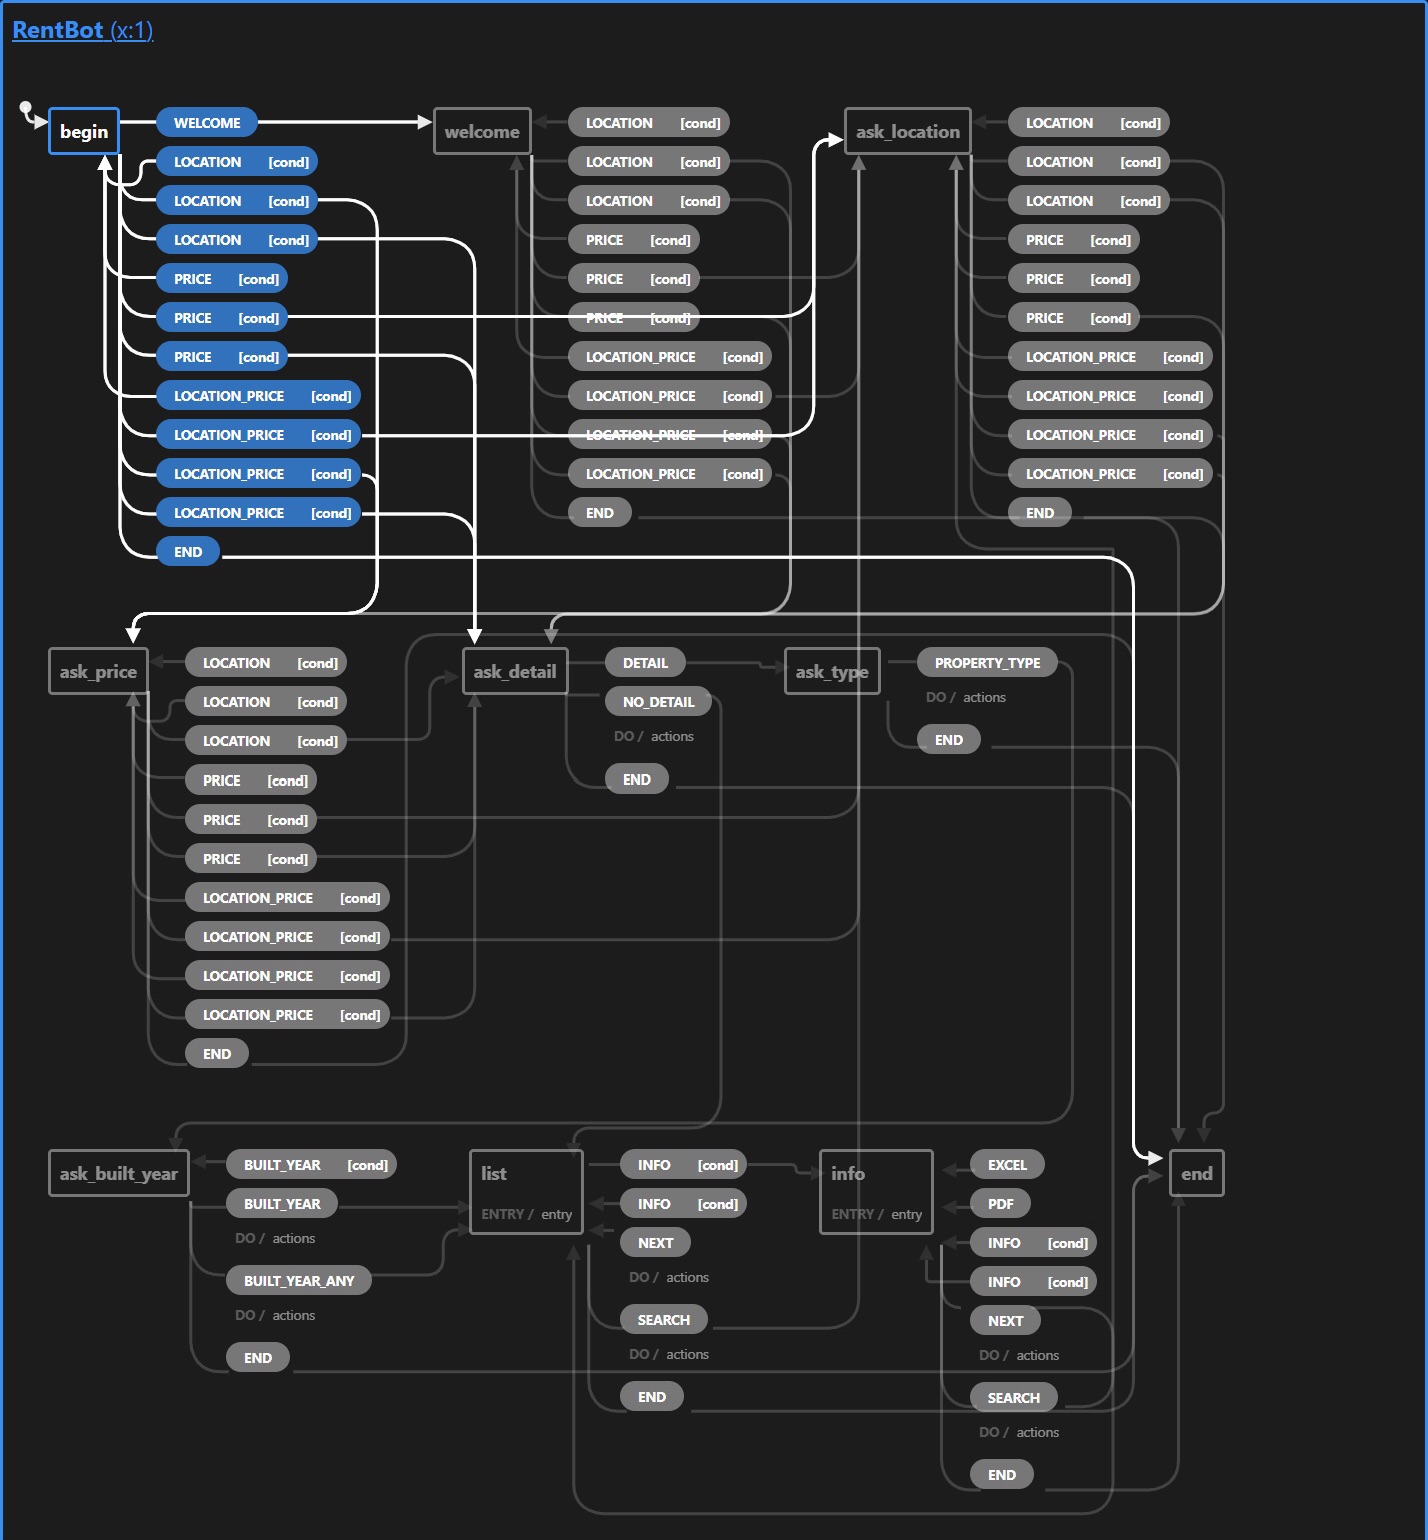 RentBot (x:1)
begin
WELCOME
LOCATION [cond]
LOCATION [cond]
LOCATION [cond]
PRICE [cond]
PRICE [cond]
PRICE [cond]
LOCATION_PRICE [cond]
LOCATION_PRICE [cond]
LOCATION_PRICE [cond]
LOCATION_PRICE [cond]
END
welcome
LOCATION [cond]
LOCATION [cond]
LOCATION [cond]
PRICE [cond]
PRICE [cond]
PRICE [cond]
LOCATION_PRICE [cond]
LOCATION_PRICE [cond]
LOCATION_PRICE [cond]
LOCATION_PRICE [cond]
END
ask_location
LOCATION [cond]
LOCATION [cond]
LOCATION [cond]
PRICE [cond]
PRICE [cond]
PRICE [cond]
LOCATION_PRICE [cond]
LOCATION_PRICE [cond]
LOCATION_PRICE [cond]
LOCATION_PRICE [cond]
END
ask_price
LOCATION [cond]
LOCATION [cond]
LOCATION [cond]
PRICE [cond]
PRICE [cond]
PRICE [cond]
LOCATION_PRICE [cond]
LOCATION_PRICE [cond]
LOCATION_PRICE [cond]
LOCATION_PRICE [cond]
END
ask_detail
DETAIL
NO_DETAIL
DO / actions
END
ask_type
PROPERTY_TYPE
DO / actions
END
ask_built_year
BUILT_YEAR [cond]
BUILT_YEAR
DO / actions
BUILT_YEAR_ANY
DO / actions
END
list
ENTRY / entry
INFO [cond]
INFO [cond]
NEXT
DO / actions
SEARCH
DO / actions
END
info
ENTRY / entry
EXCEL
PDF
INFO [cond]
INFO [cond]
NEXT
DO / actions
SEARCH
DO / actions
END
end